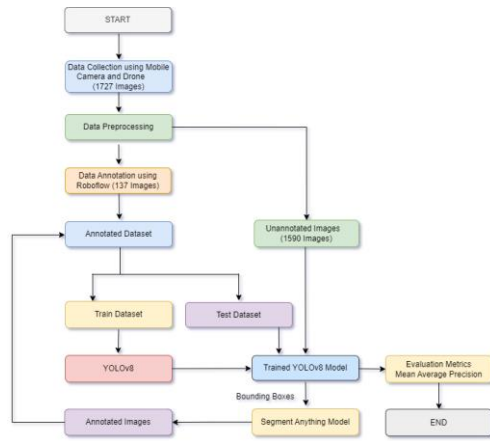 START
Data Collection using Mobile
Camera and Drone
(1727 Images)
Data Preprocessing
Data Annotation using
Roboflow (137 Images)
Annotated Dataset
Unannotated Images
(1590 Images)
Train Dataset
Test Dataset
YOLOv8
Trained YOLOv8 Model
Evaluation Metrics
Mean Average Precision
Bounding Boxes
Annotated Images
Segment Anything Model
END